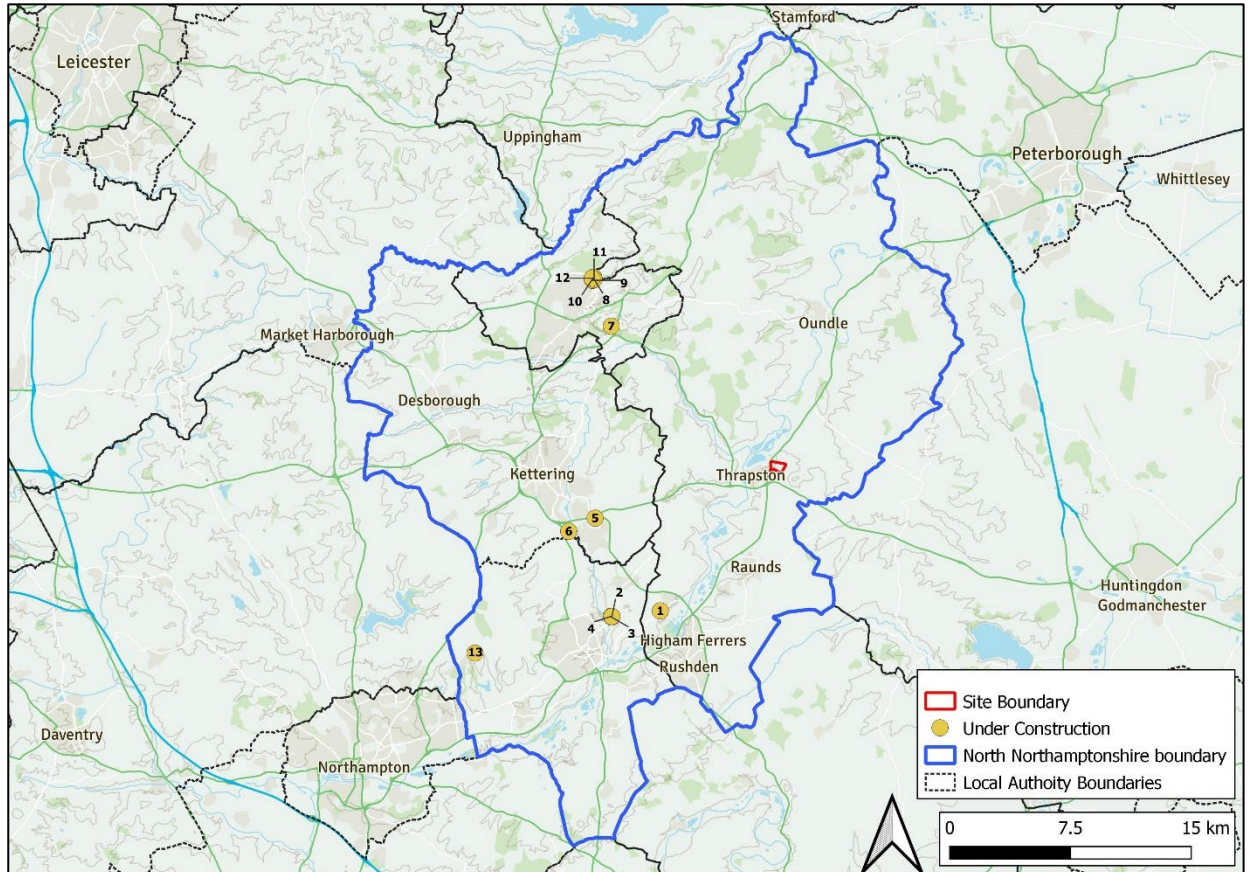 Stamford
Leicester
Uppingham
Peterborough
Whittlesey
11
12
9
10
8
7
Oundle
Market Harborough
Desborough
Kettering
Thrapston
5
6
Raunds
Huntingdon
Godmanchester
2
1
4
3
Higham Ferrers
13
Rushden
Daventry
Northampton
Site Boundary
Under Construction
North Northamptonshire boundary
Local Authoity Boundaries
0 7.5 15 km